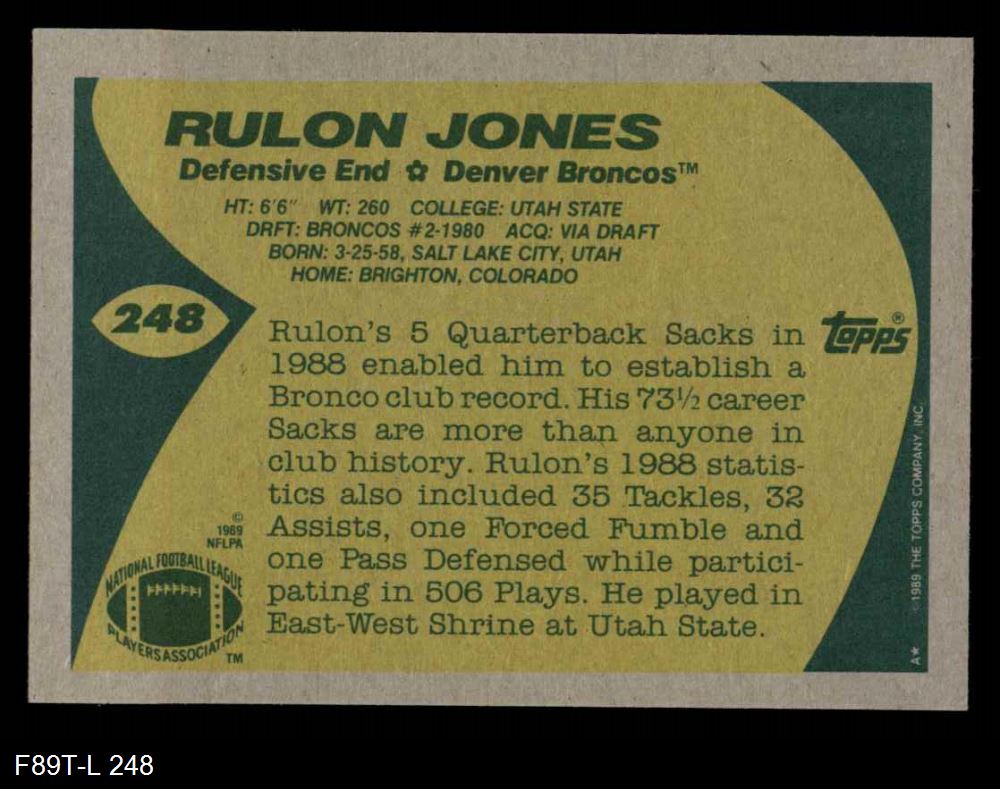 RULON JONES
Defensive End ✿ Denver Broncos™
HT: 6'6" WT: 260 COLLEGE: UTAH STATE
DRFT: BRONCOS #2-1980 ACQ: VIA DRAFT
BORN: 3-25-58, SALT LAKE CITY, UTAH
HOME: BRIGHTON, COLORADO
248
topps®
Rulon's 5 Quarterback Sacks in
1988 enabled him to establish a
Bronco club record. His 73½ career
Sacks are more than anyone in
club history. Rulon's 1988 statis-
tics also included 35 Tackles, 32
Assists, one Forced Fumble and
one Pass Defensed while partici-
pating in 506 Plays. He played in
East-West Shrine at Utah State.
©
1989
NFLPA
NATIONAL FOOTBALL LEAGUE
PLAYERS ASSOCIATION
TM
©1989 THE TOPPS COMPANY, INC.
A★
F89T-L 248